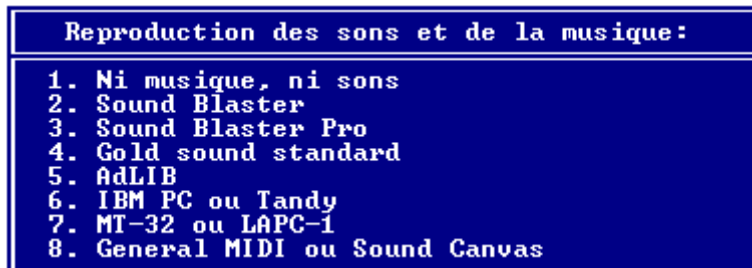 Reproduction des sons et de la musique:
1. Ni musique, ni sons
2. Sound Blaster
3. Sound Blaster Pro
4. Gold sound standard
5. AdLIB
6. IBM PC ou Tandy
7. MT-32 ou LAPC-1
8. General MIDI ou Sound Canvas